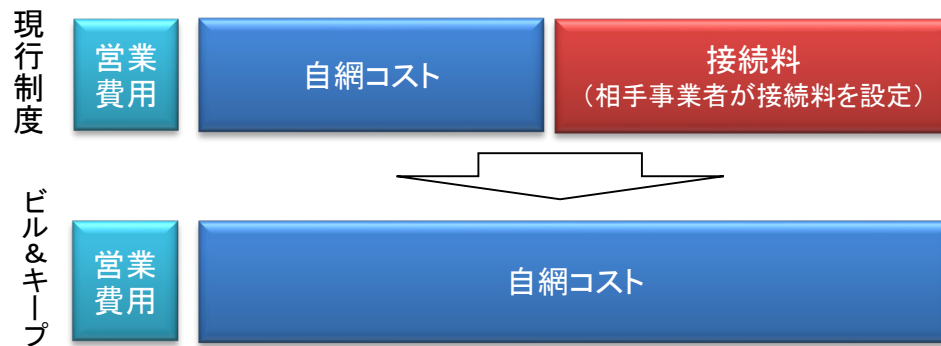 現行制度
営業
費用
自網コスト
接続料
（相手事業者が接続料を設定）
ビル&キープ
営業
費用
自網コスト